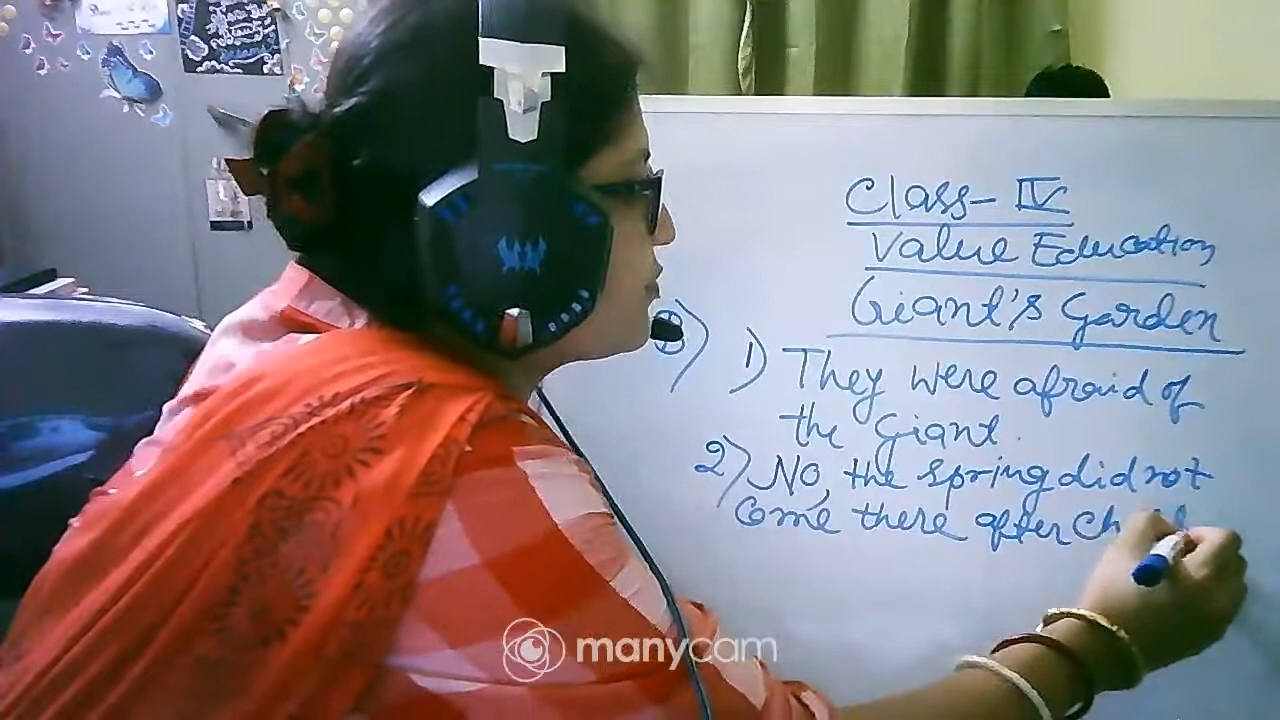 Class- IV
Value Education
Giant's Garden
1) They were afraid of
the Giant.
2) No, the spring did not
Come there after
manycam